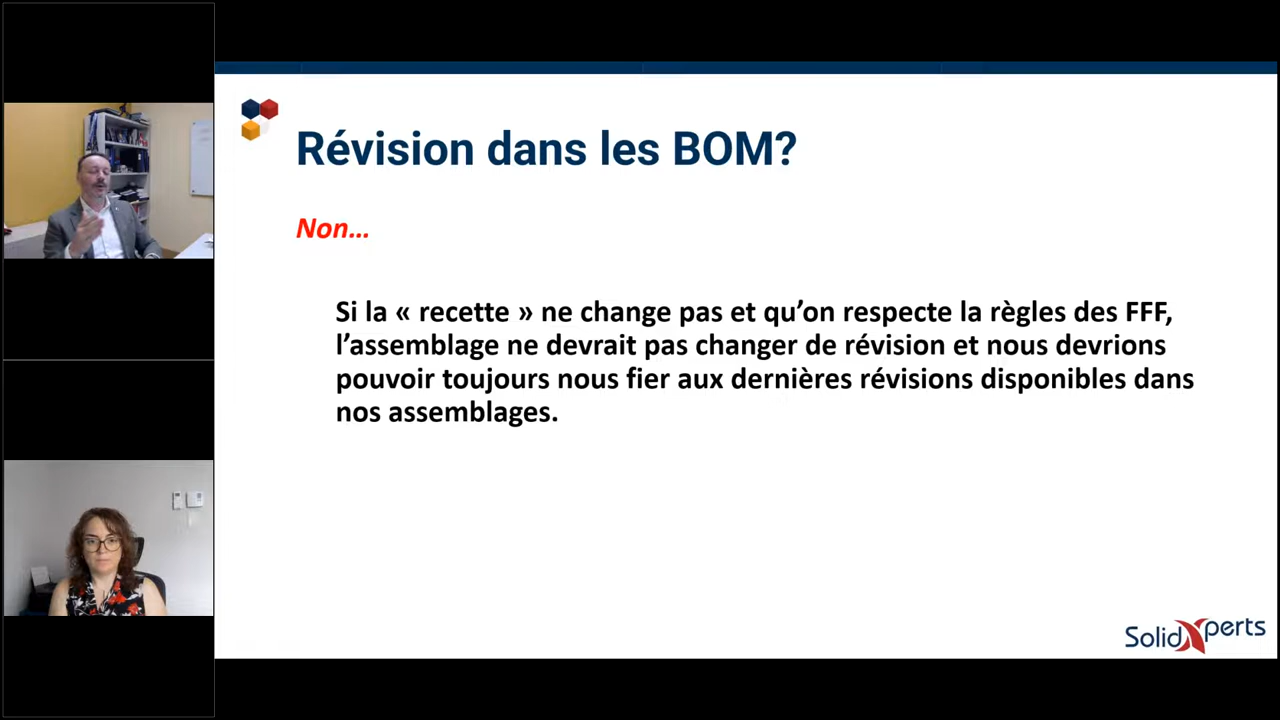 Révision dans les BOM?
Non...
Si la « recette » ne change pas et qu’on respecte la règles des FFF,
l’assemblage ne devrait pas changer de révision et nous devrions
pouvoir toujours nous fier aux dernières révisions disponibles dans
nos assemblages.
SolidXperts